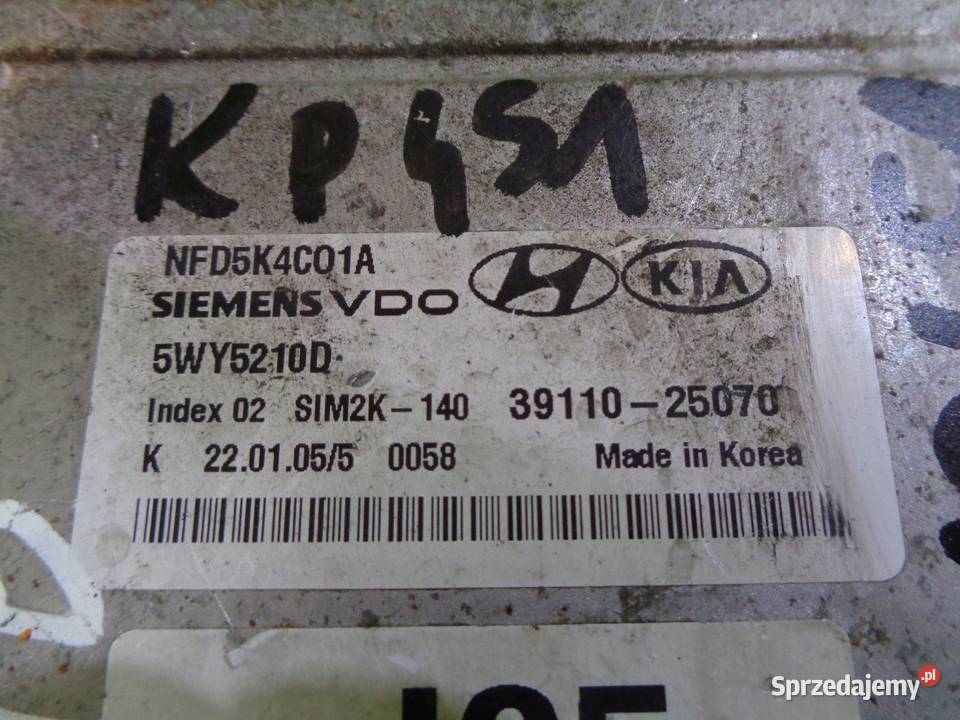 KP451
NFD5K4C01A
SIEMENS VDO KIA
5WY5210D
Index 02 SIM2K-140 39110-25070
K 22.01.05/5 0058 Made in Korea
Sprzedajemy.pl